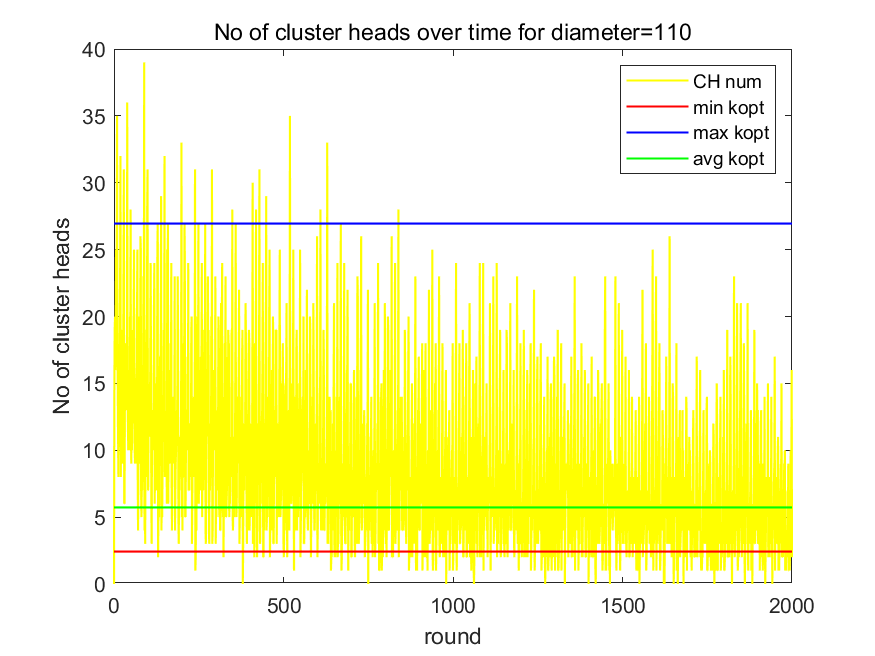 No of cluster heads over time for diameter=110
40
35
30
25
20
15
10
5
0
No of cluster heads
CH num
min kopt
max kopt
avg kopt
0
500
1000
1500
2000
round